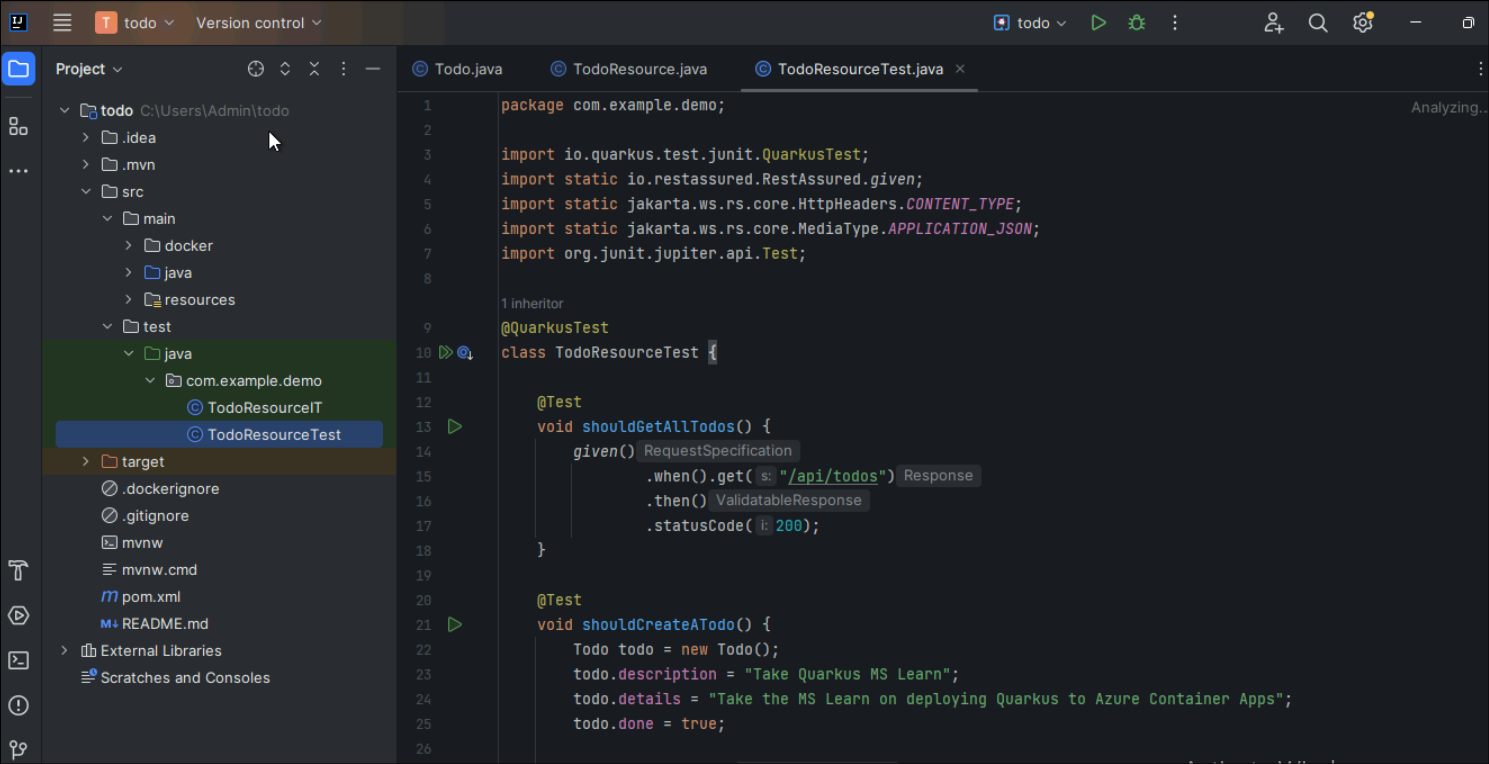 T todo Version control todo
Project
Todo.java TodoResource.java TodoResourceTest.java
todo C:\Users\Admin\todo
.idea
.mvn
src
main
docker
java
resources
test
java
com.example.demo
TodoResourceIT
TodoResourceTest
target
.dockerignore
.gitignore
mvnw
mvnw.cmd
pom.xml
README.md
External Libraries
Scratches and Consoles
Analyzing...
1 package com.example.demo;
2
3 import io.quarkus.test.junit.QuarkusTest;
4 import static io.restassured.RestAssured.given;
5 import static jakarta.ws.rs.core.HttpHeaders.CONTENT_TYPE;
6 import static jakarta.ws.rs.core.MediaType.APPLICATION_JSON;
7 import org.junit.jupiter.api.Test;
8
1 inheritor
9 @QuarkusTest
10 class TodoResourceTest {
11
12 @Test
13 void shouldGetAllTodos() {
14 given() RequestSpecification
15 .when().get( s: "/api/todos") Response
16 .then() ValidatableResponse
17 .statusCode( i: 200);
18 }
19
20 @Test
21 void shouldCreateATodo() {
22 Todo todo = new Todo();
23 todo.description = "Take Quarkus MS Learn";
24 todo.details = "Take the MS Learn on deploying Quarkus to Azure Container Apps";
25 todo.done = true;
26